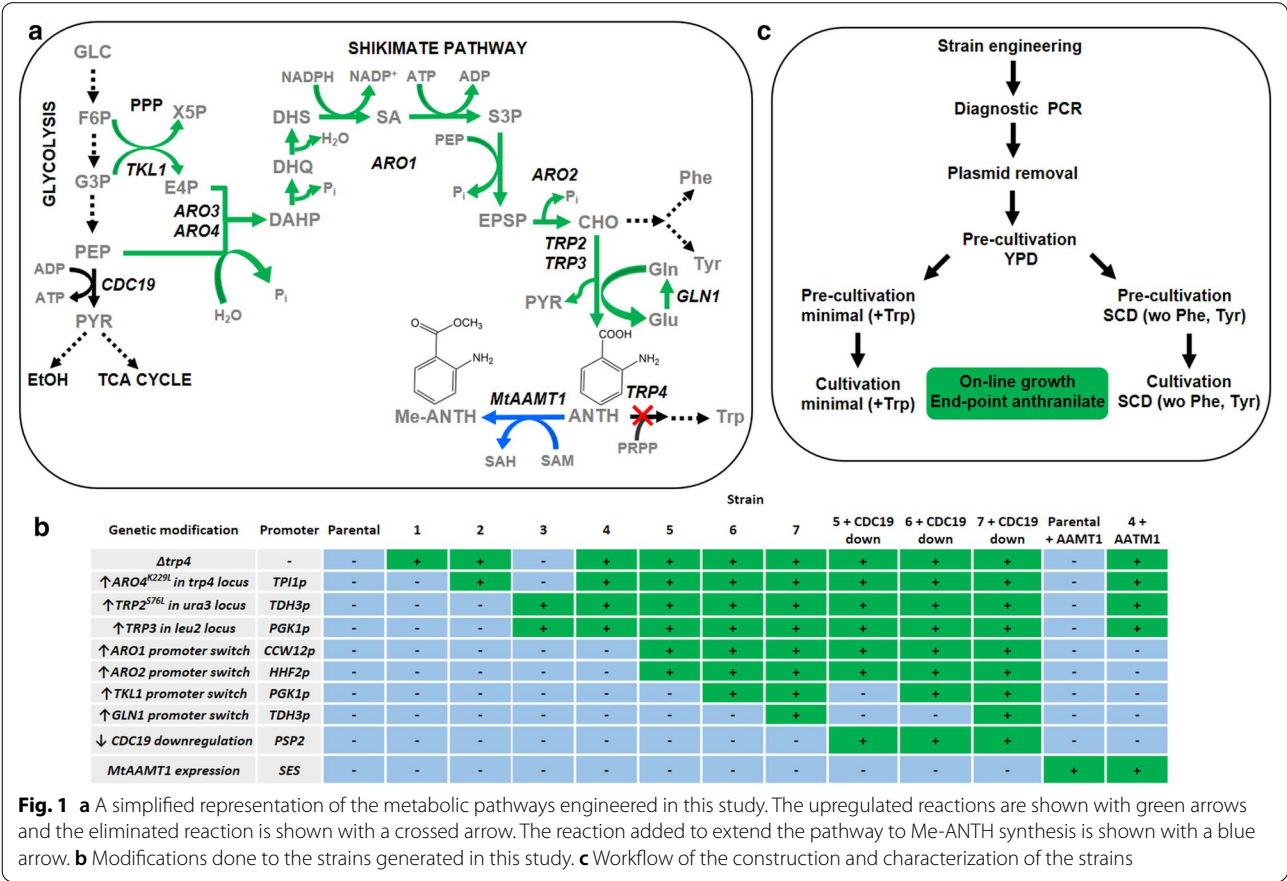 a
SHIKIMATE PATHWAY
GLYCOLYSIS
GLC
F6P
PPP
X5P
TKL1
G3P
E4P
ARO3
ARO4
PEP
ADP
ATP
CDC19
PYR
EtOH
TCA CYCLE
H₂O
Pᵢ
DAHP
Pᵢ
DHQ
H₂O
DHS
NADPH
NADP⁺
ATP
ADP
SA
S3P
ARO1
PEP
Pᵢ
ARO2
Pᵢ
EPSP
CHO
Phe
Tyr
TRP2
TRP3
Gln
GLN1
Glu
PYR
O
OCH₃
NH₂
COOH
NH₂
TRP4
MtAAMT1
Me-ANTH
ANTH
Trp
SAH
SAM
PRPP
c
Strain engineering
Diagnostic PCR
Plasmid removal
Pre-cultivation
YPD
Pre-cultivation
minimal (+Trp)
Pre-cultivation
SCD (wo Phe, Tyr)
Cultivation
minimal (+Trp)
On-line growth
End-point anthranilate
Cultivation
SCD (wo Phe, Tyr)
b
Strain
Genetic modification Promoter Parental 1 2 3 4 5 6 7 5 + CDC19 down 6 + CDC19 down 7 + CDC19 down Parental + AAMT1 4 + AATM1
Δtrp4 - - + + - + + + + + + + - +
↑ARO4ᴷ²²⁹ᴸ in trp4 locus TPI1p - - + - + + + + + + + - +
↑TRP2ˢ⁷⁶ᴸ in ura3 locus TDH3p - - - + + + + + + + + - +
↑TRP3 in leu2 locus PGK1p - - - + + + + + + + + - +
↑ARO1 promoter switch CCW12p - - - - - + + + + + + - -
↑ARO2 promoter switch HHF2p - - - - - + + + + + + - -
↑TKL1 promoter switch PGK1p - - - - - - + + - + + - -
↑GLN1 promoter switch TDH3p - - - - - - - + - - + - -
↓ CDC19 downregulation PSP2 - - - - - - - - + + + - -
MtAAMT1 expression SES - - - - - - - - - - - + +
Fig. 1 a A simplified representation of the metabolic pathways engineered in this study. The upregulated reactions are shown with green arrows
and the eliminated reaction is shown with a crossed arrow. The reaction added to extend the pathway to Me-ANTH synthesis is shown with a blue
arrow. b Modifications done to the strains generated in this study. c Workflow of the construction and characterization of the strains